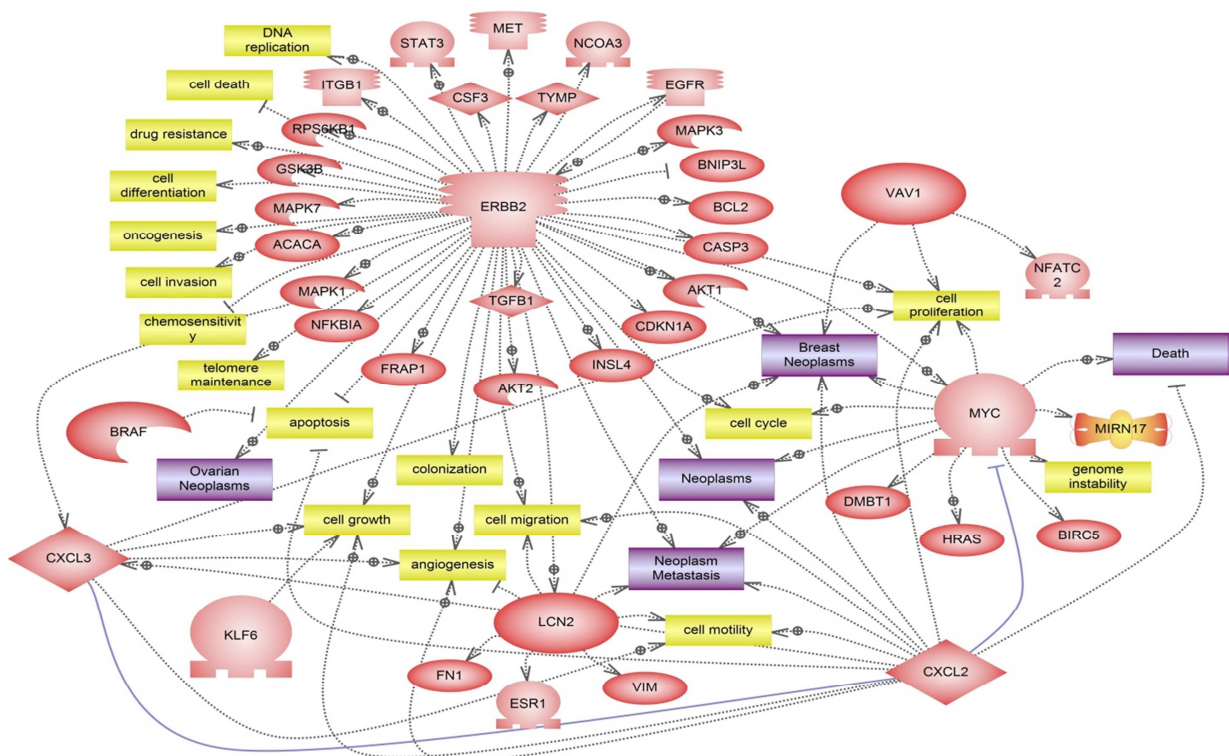 DNA
replication
STAT3
MET
NCOA3
cell death
ITGB1
CSF3
TYMP
EGFR
drug resistance
RPS6KB1
MAPK3
BNIP3L
cell
differentiation
GSK3B
MAPK7
ERBB2
BCL2
VAV1
oncogenesis
ACACA
CASP3
NFATC
2
cell invasion
MAPK1
TGFB1
AKT1
cell
proliferation
chemosensitivit
y
NFKBIA
CDKN1A
Breast
Neoplasms
Death
telomere
maintenance
FRAP1
AKT2
INSL4
BRAF
apoptosis
cell cycle
MYC
MIRN17
Ovarian
Neoplasms
colonization
Neoplasms
genome
instability
DMBT1
cell growth
cell migration
HRAS
BIRC5
CXCL3
angiogenesis
Neoplasm
Metastasis
KLF6
LCN2
cell motility
CXCL2
FN1
VIM
ESR1